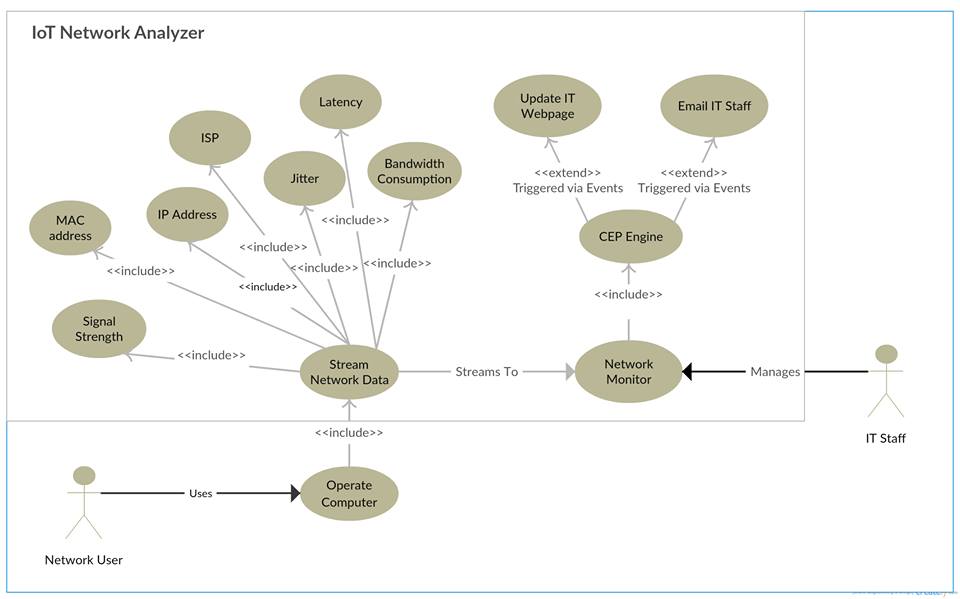 IoT Network Analyzer
Latency
Update IT
Webpage
Email IT Staff
ISP
Jitter
Bandwidth
Consumption
<<extend>>
Triggered via Events
<<extend>>
Triggered via Events
MAC
address
IP Address
<<include>>
CEP Engine
<<include>>
<<include>>
<<include>>
<<include>>
<<include>>
<<include>>
<<include>>
Signal
Strength
<<include>>
Stream
Network Data
Streams To
Network
Monitor
Manages
IT Staff
<<include>>
Uses
Operate
Computer
Network User